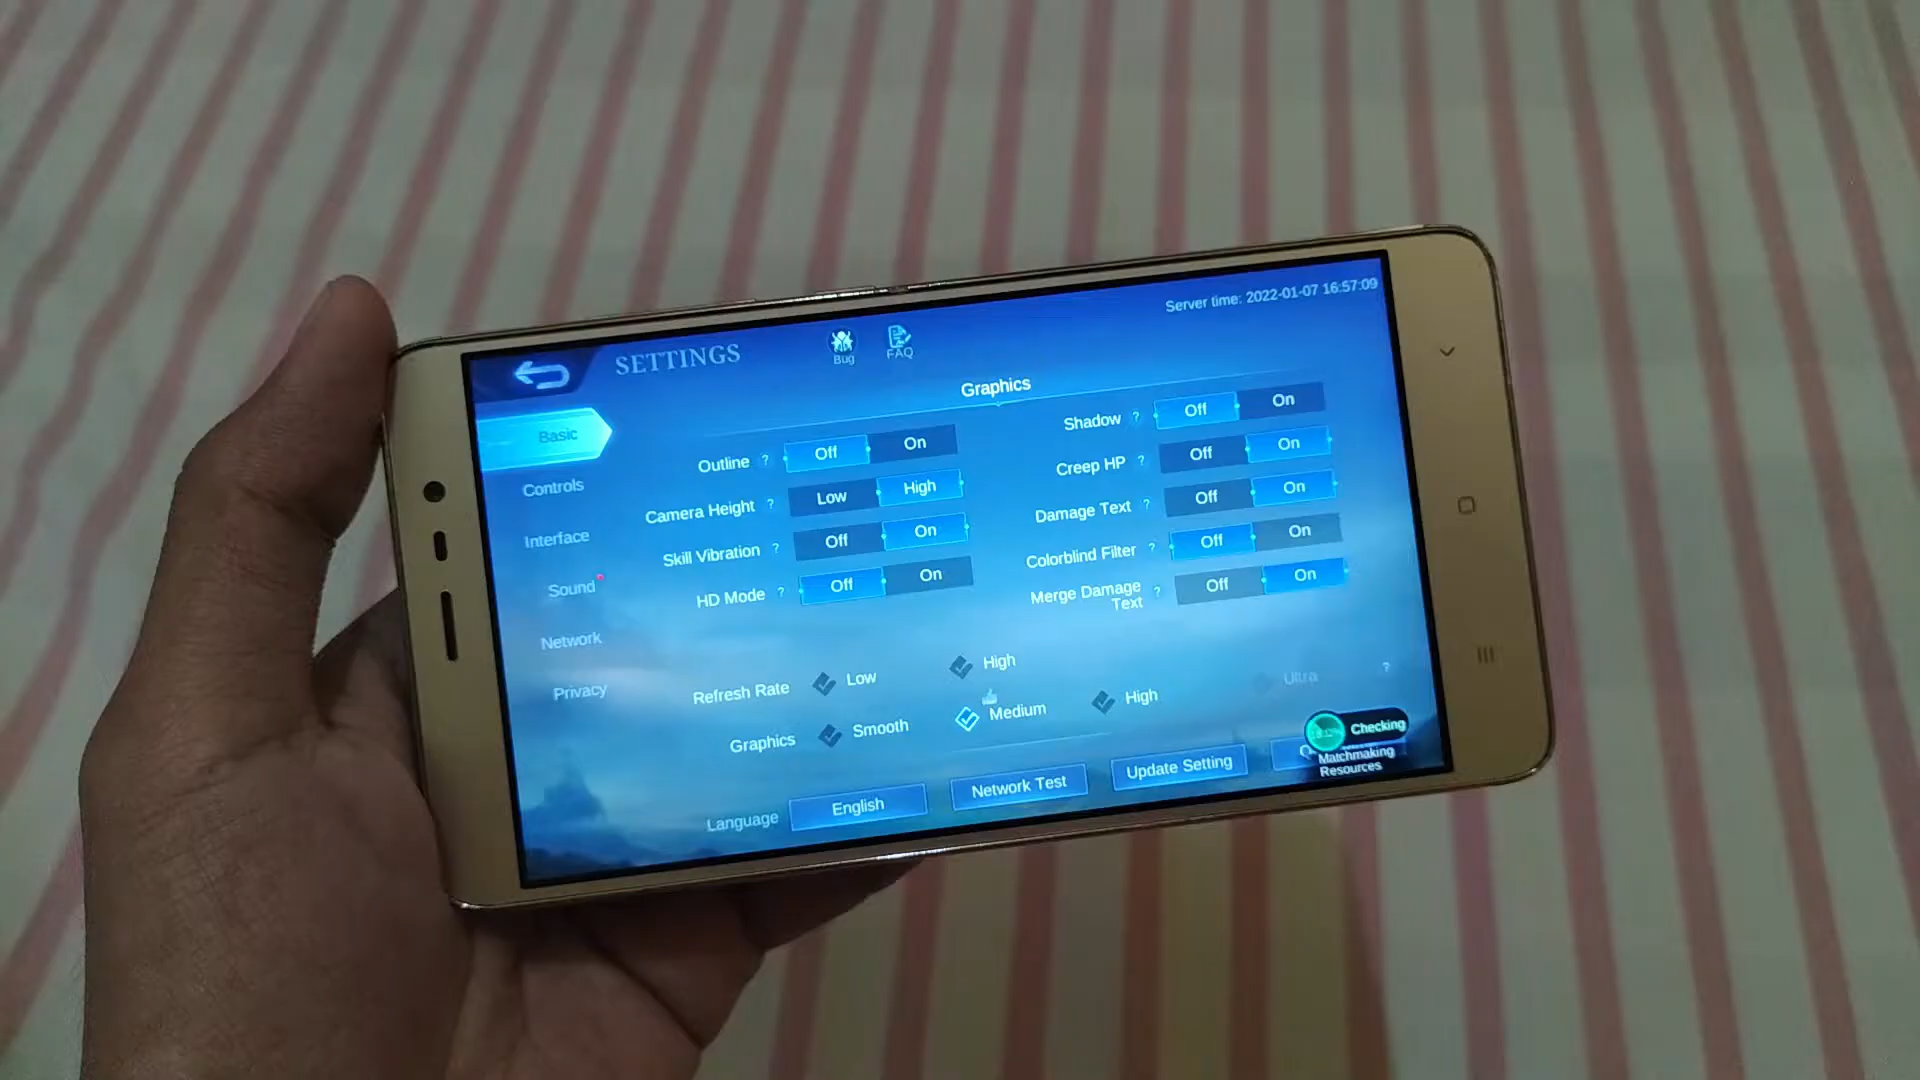 SETTINGS
Bug
FAQ
Server time: 2022-01-07 16:57:09
Graphics
Basic
Controls
Interface
Sound
Network
Privacy
Outline ? Off On
Shadow ? Off On
Camera Height ? Low High
Creep HP ? Off On
Skill Vibration ? Off On
Damage Text ? Off On
HD Mode ? Off On
Colorblind Filter ? Off On
Merge Damage Text ? Off On
Refresh Rate Low High
Graphics Smooth Medium High Ultra ?
Language English
Network Test
Update Setting
Checking
Matchmaking
Resources